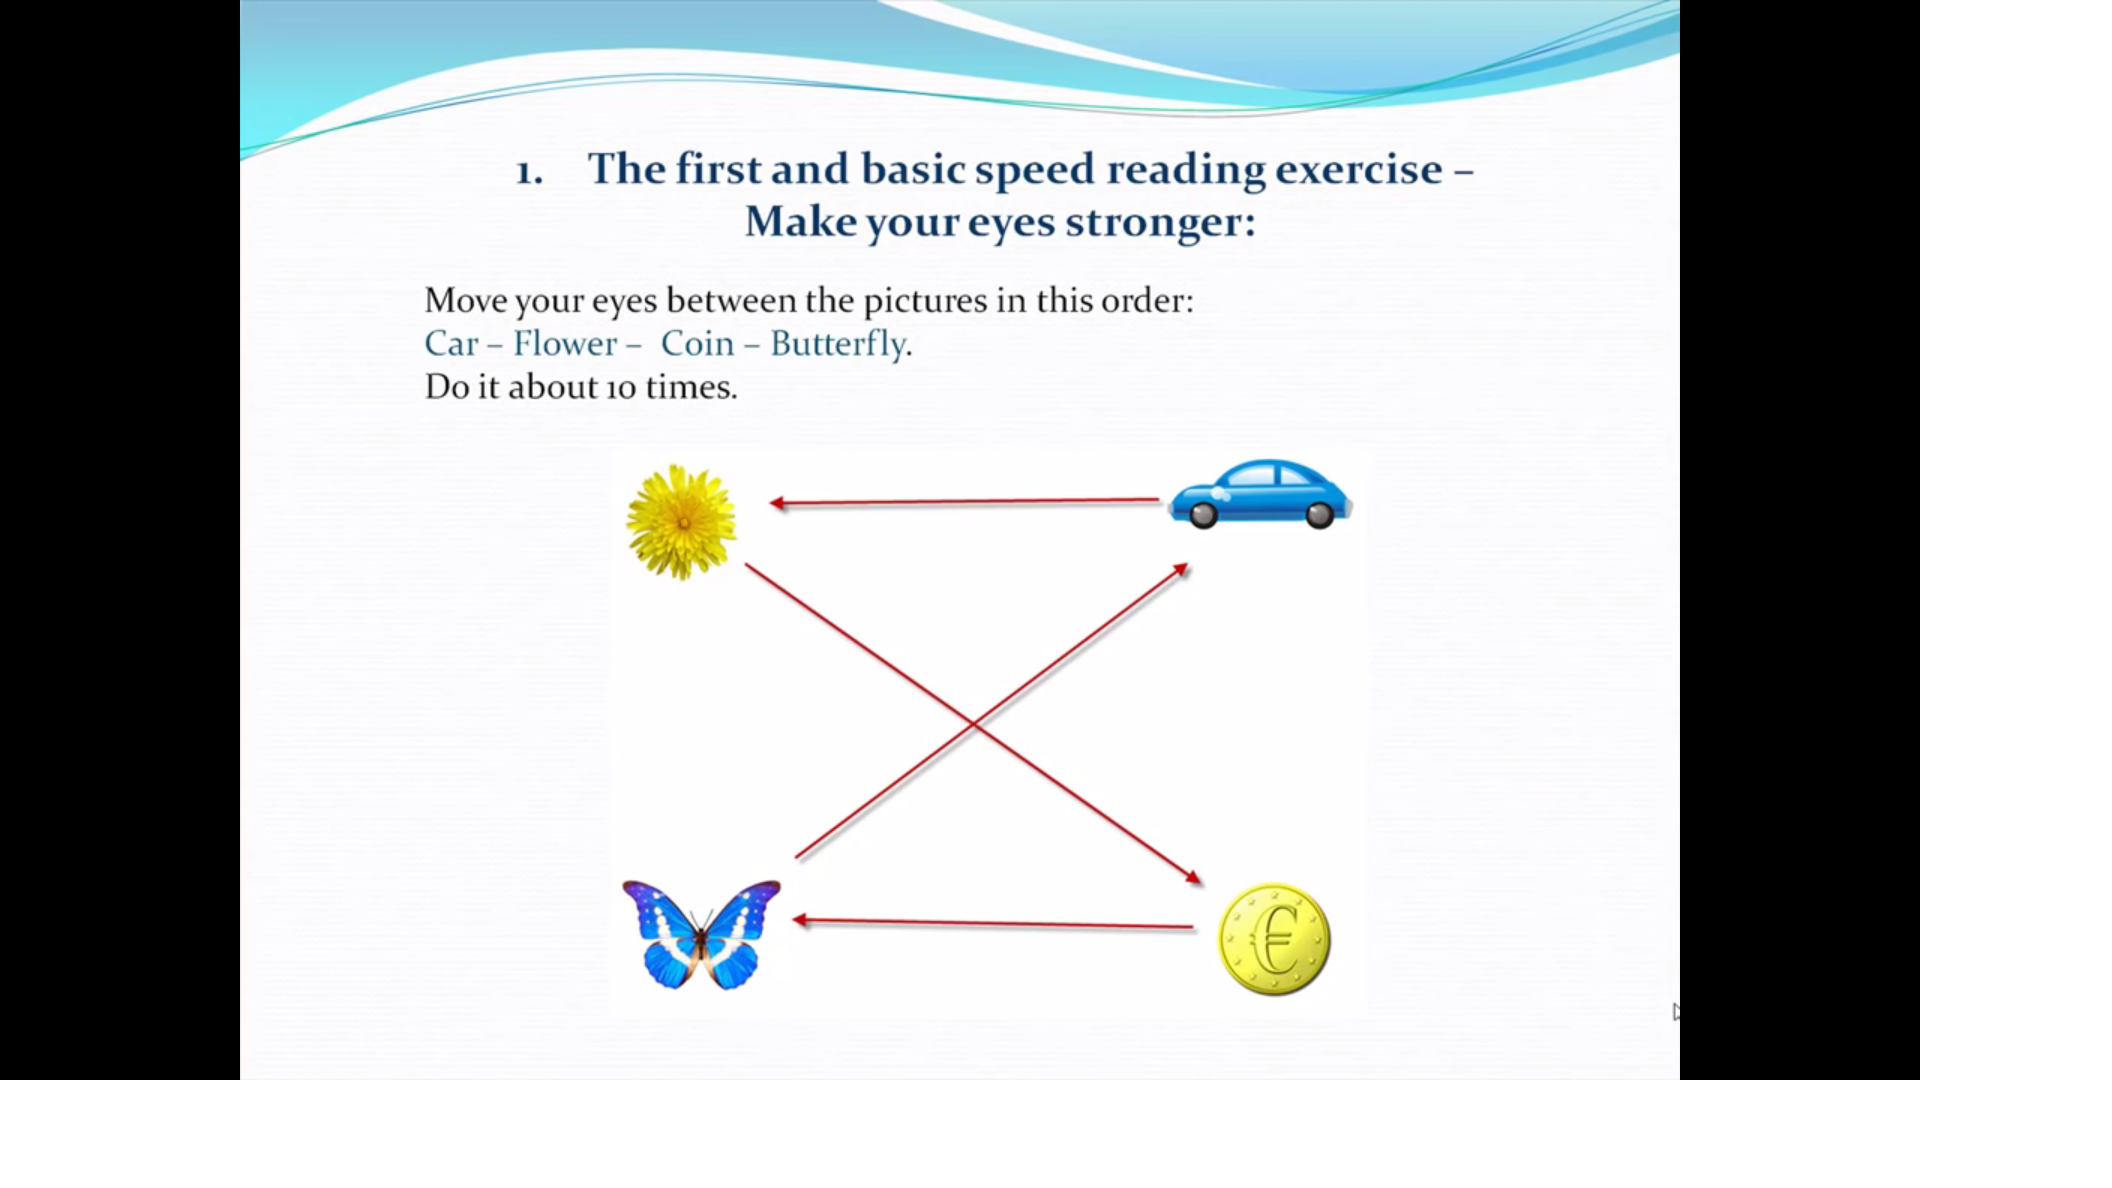 1. The first and basic speed reading exercise –
Make your eyes stronger:
Move your eyes between the pictures in this order:
Car – Flower – Coin – Butterfly.
Do it about 10 times.
€